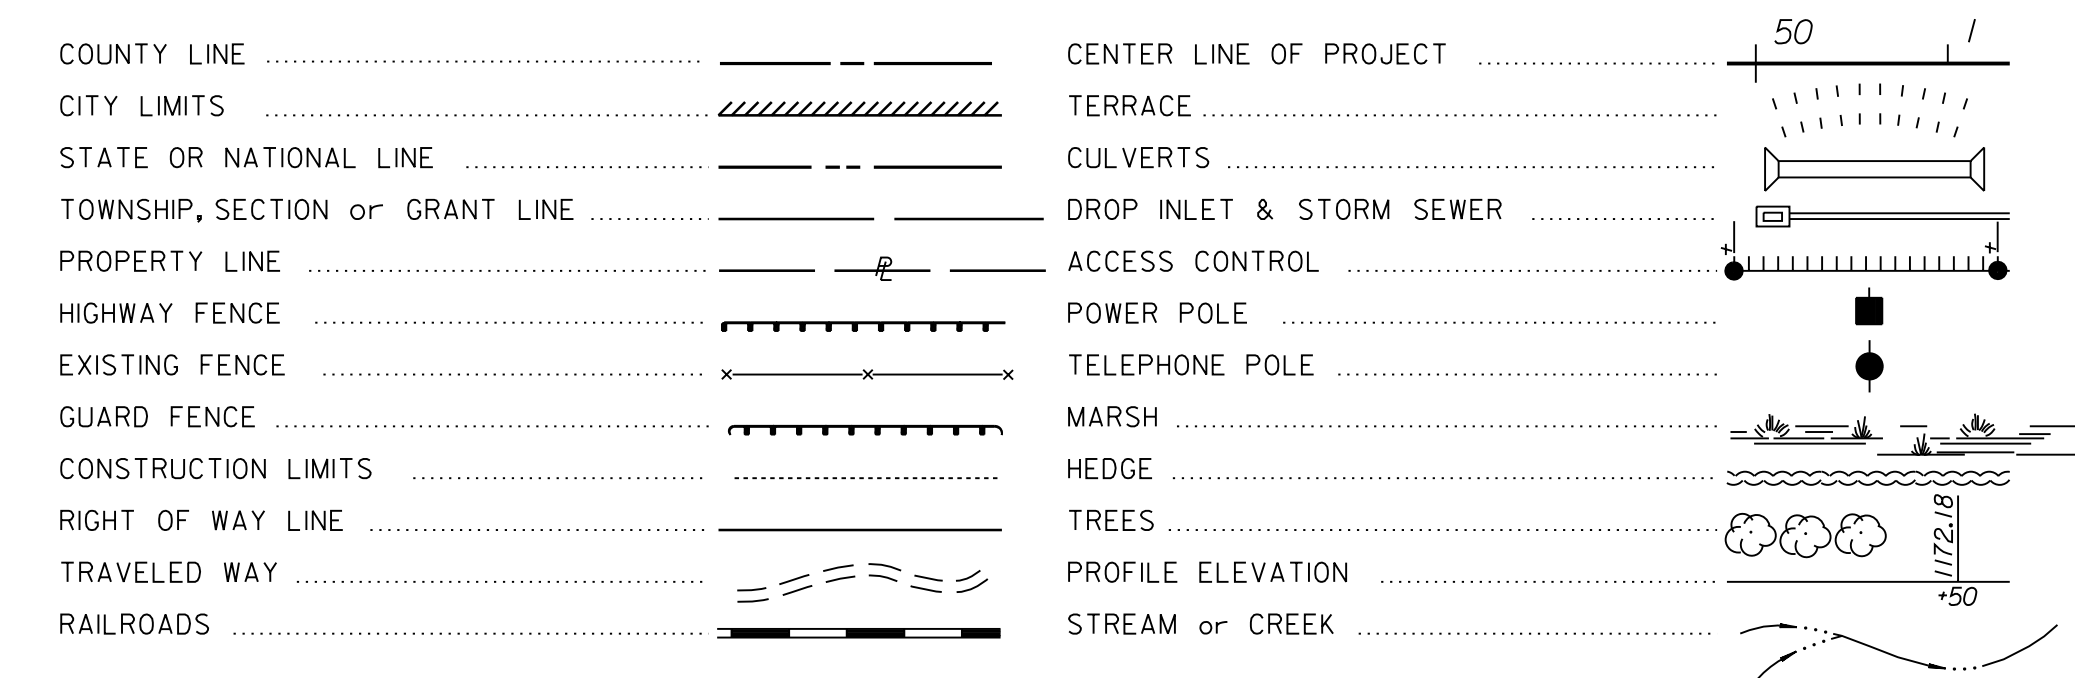 COUNTY LINE
CITY LIMITS
STATE OR NATIONAL LINE
TOWNSHIP, SECTION or GRANT LINE
PROPERTY LINE
PL
HIGHWAY FENCE
EXISTING FENCE
GUARD FENCE
CONSTRUCTION LIMITS
RIGHT OF WAY LINE
TRAVELED WAY
RAILROADS
CENTER LINE OF PROJECT
50 1
TERRACE
CULVERTS
DROP INLET & STORM SEWER
ACCESS CONTROL
POWER POLE
TELEPHONE POLE
MARSH
HEDGE
TREES
PROFILE ELEVATION
1172.18
+50
STREAM or CREEK